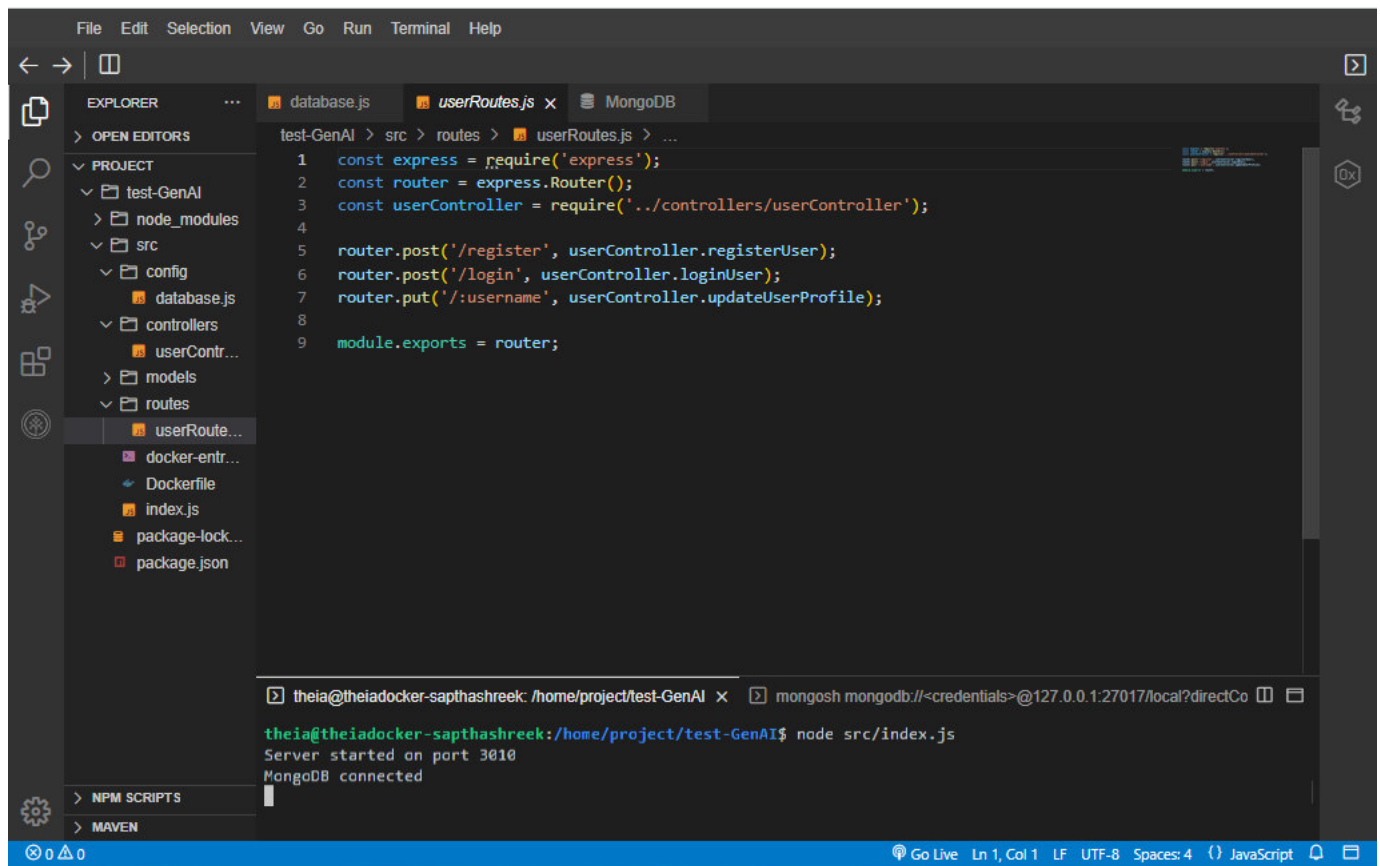 File Edit Selection View Go Run Terminal Help
EXPLORER ...
OPEN EDITORS
PROJECT
test-GenAI
node_modules
src
config
database.js
controllers
userContr...
models
routes
userRoute...
docker-entr...
Dockerfile
index.js
package-lock...
package.json
NPM SCRIPTS
MAVEN
database.js userRoutes.js × MongoDB
test-GenAI > src > routes > userRoutes.js > ...
1 const express = require('express');
2 const router = express.Router();
3 const userController = require('../controllers/userController');
4
5 router.post('/register', userController.registerUser);
6 router.post('/login', userController.loginUser);
7 router.put('/:username', userController.updateUserProfile);
8
9 module.exports = router;
theia@theiadocker-sapthashreek: /home/project/test-GenAI × mongosh mongodb://<credentials>@127.0.0.1:27017/local?directCo
theia@theiadocker-sapthashreek:/home/project/test-GenAI$ node src/index.js
Server started on port 3010
MongoDB connected
0 0 Go Live Ln 1, Col 1 LF UTF-8 Spaces: 4 {} JavaScript